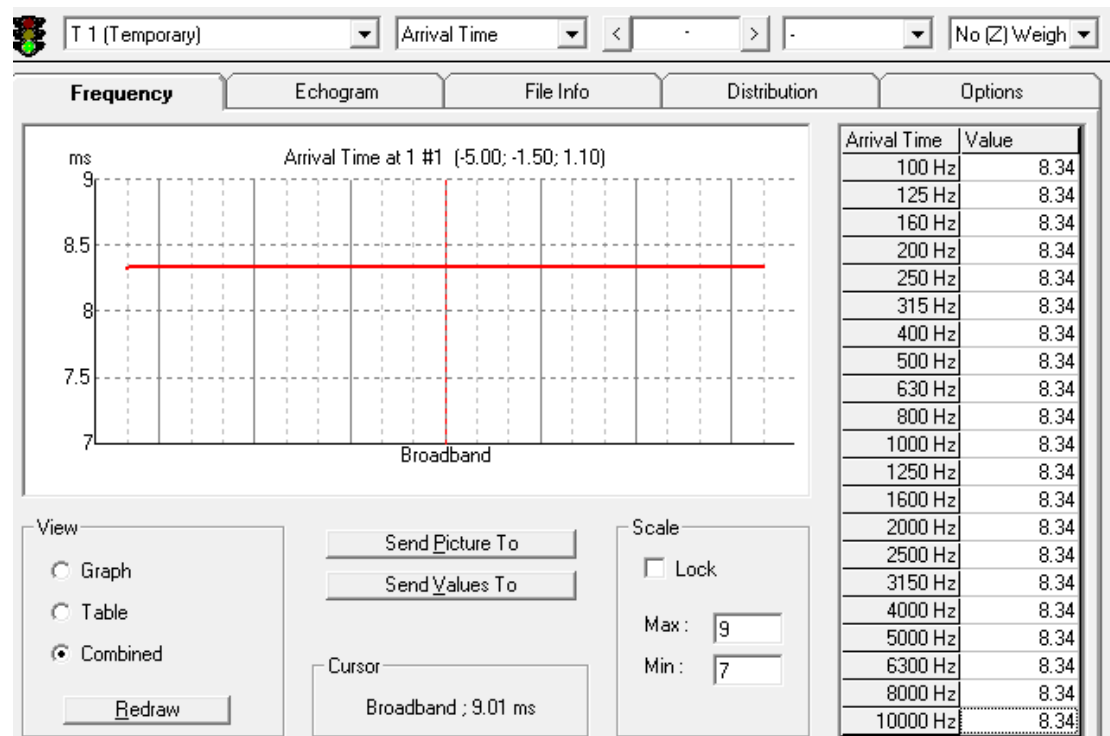 T 1 (Temporary) Arrival Time < - > - No (Z) Weigh
Frequency Echogram File Info Distribution Options
ms Arrival Time at 1 #1 (-5.00; -1.50; 1.10)
9
8.5
8
7.5
7
Broadband
Arrival Time Value
100 Hz 8.34
125 Hz 8.34
160 Hz 8.34
200 Hz 8.34
250 Hz 8.34
315 Hz 8.34
400 Hz 8.34
500 Hz 8.34
630 Hz 8.34
800 Hz 8.34
1000 Hz 8.34
1250 Hz 8.34
1600 Hz 8.34
2000 Hz 8.34
2500 Hz 8.34
3150 Hz 8.34
4000 Hz 8.34
5000 Hz 8.34
6300 Hz 8.34
8000 Hz 8.34
10000 Hz 8.34
View
Graph
Table
Combined
Redraw
Send Picture To
Send Values To
Cursor
Broadband ; 9.01 ms
Scale
Lock
Max : 9
Min : 7